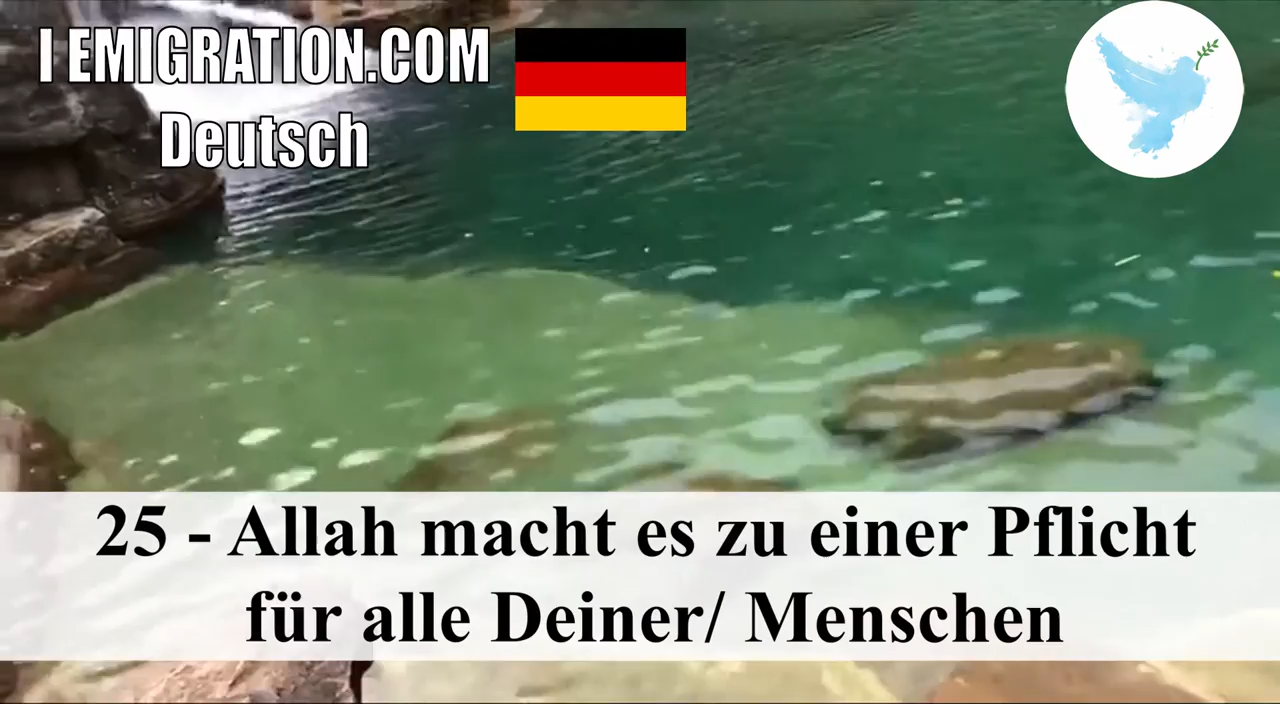 I EMIGRATION.COM
Deutsch
25 - Allah macht es zu einer Pflicht
für alle Deiner/ Menschen